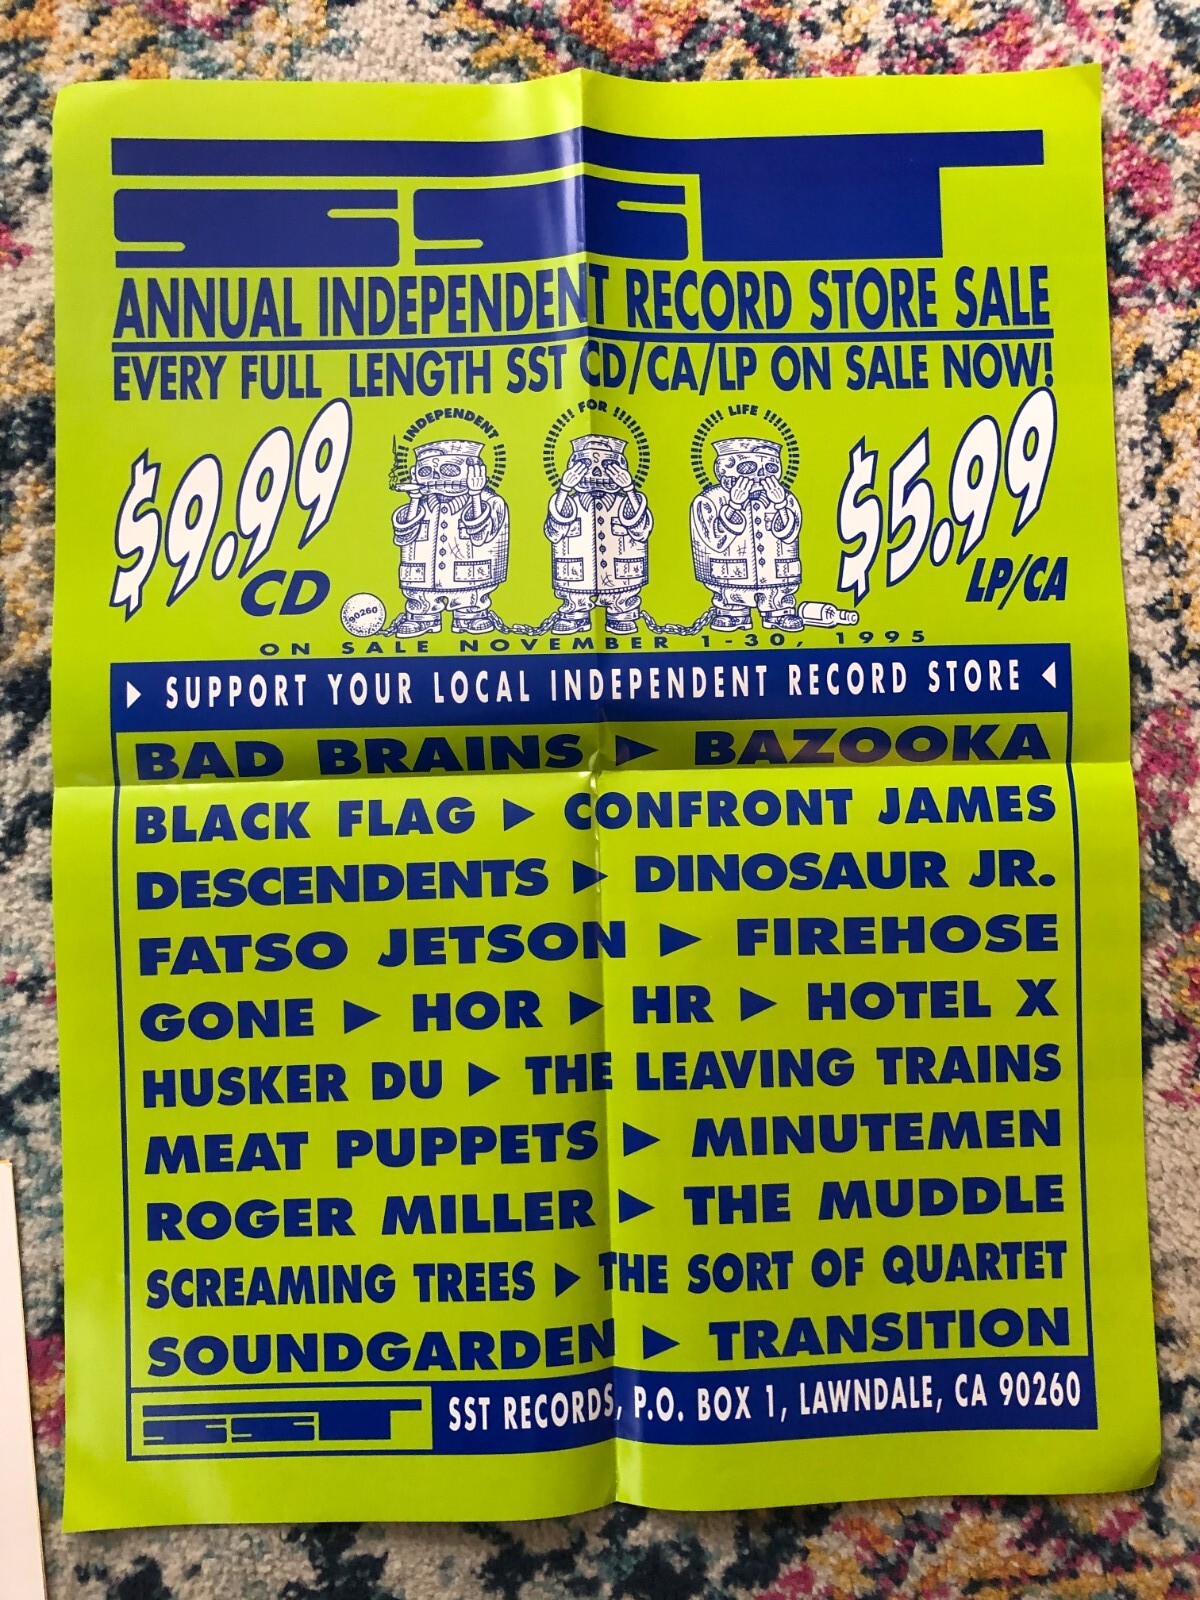 SST
ANNUAL INDEPENDENT RECORD STORE SALE
EVERY FULL LENGTH SST CD/CA/LP ON SALE NOW!
$9.99
CD
INDEPENDENT
FOR
LIFE
$5.99
LP/CA
S
S
T
90260
ON SALE NOVEMBER 1-30, 1995
▶ SUPPORT YOUR LOCAL INDEPENDENT RECORD STORE ◀
BAD BRAINS ▶ BAZOOKA
BLACK FLAG ▶ CONFRONT JAMES
DESCENDENTS ▶ DINOSAUR JR.
FATSO JETSON ▶ FIREHOSE
GONE ▶ HOR ▶ HR ▶ HOTEL X
HUSKER DU ▶ THE LEAVING TRAINS
MEAT PUPPETS ▶ MINUTEMEN
ROGER MILLER ▶ THE MUDDLE
SCREAMING TREES ▶ THE SORT OF QUARTET
SOUNDGARDEN ▶ TRANSITION
SST
SST RECORDS, P.O. BOX 1, LAWNDALE, CA 90260